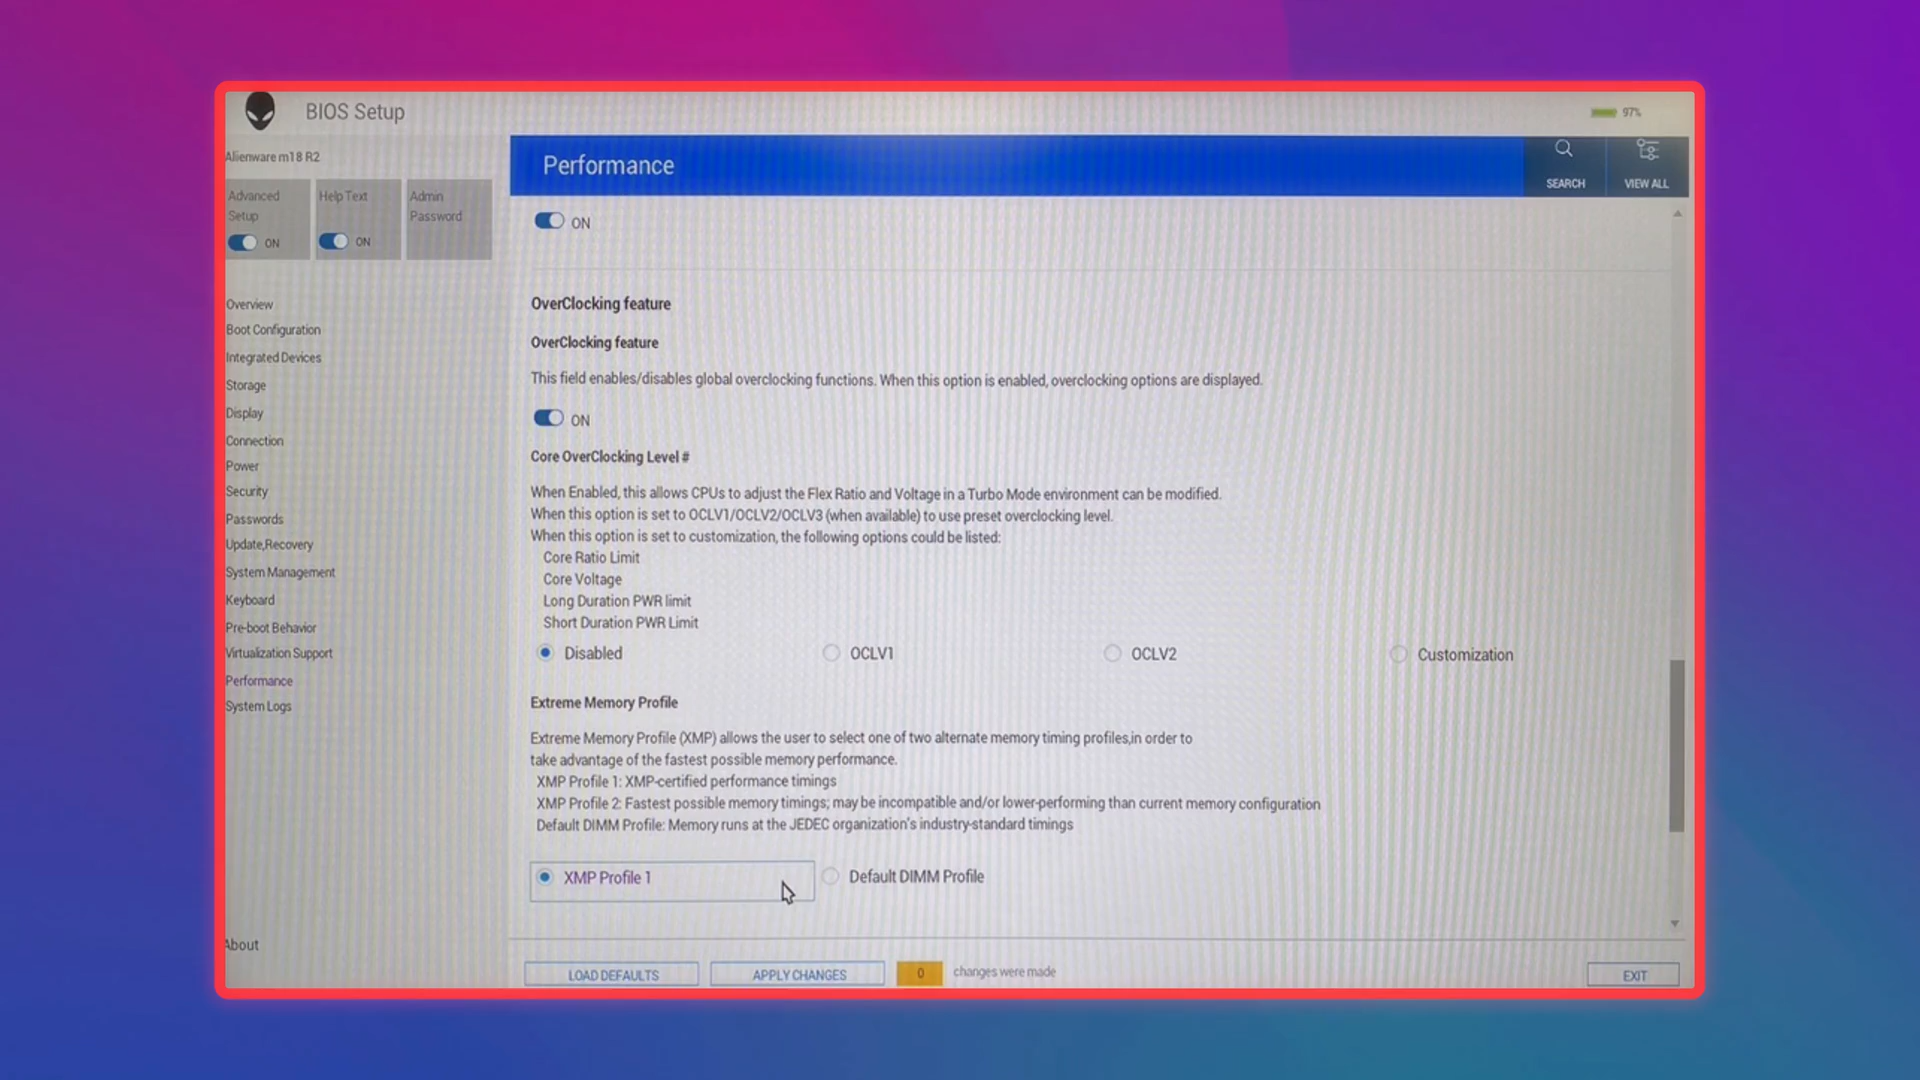 BIOS Setup
97%
Alienware m18 R2
Advanced Setup
ON
Help Text
ON
Admin Password
Overview
Boot Configuration
Integrated Devices
Storage
Display
Connection
Power
Security
Passwords
Update,Recovery
System Management
Keyboard
Pre-boot Behavior
Virtualization Support
Performance
System Logs
About
Performance
SEARCH
VIEW ALL
ON
OverClocking feature
OverClocking feature
This field enables/disables global overclocking functions. When this option is enabled, overclocking options are displayed.
ON
Core OverClocking Level #
When Enabled, this allows CPUs to adjust the Flex Ratio and Voltage in a Turbo Mode environment can be modified.
When this option is set to OCLV1/OCLV2/OCLV3 (when available) to use preset overclocking level.
When this option is set to customization, the following options could be listed:
Core Ratio Limit
Core Voltage
Long Duration PWR limit
Short Duration PWR Limit
Disabled OCLV1 OCLV2 Customization
Extreme Memory Profile
Extreme Memory Profile (XMP) allows the user to select one of two alternate memory timing profiles,in order to
take advantage of the fastest possible memory performance.
XMP Profile 1: XMP-certified performance timings
XMP Profile 2: Fastest possible memory timings; may be incompatible and/or lower-performing than current memory configuration
Default DIMM Profile: Memory runs at the JEDEC organization's industry-standard timings
XMP Profile 1 Default DIMM Profile
LOAD DEFAULTS APPLY CHANGES 0 changes were made EXIT